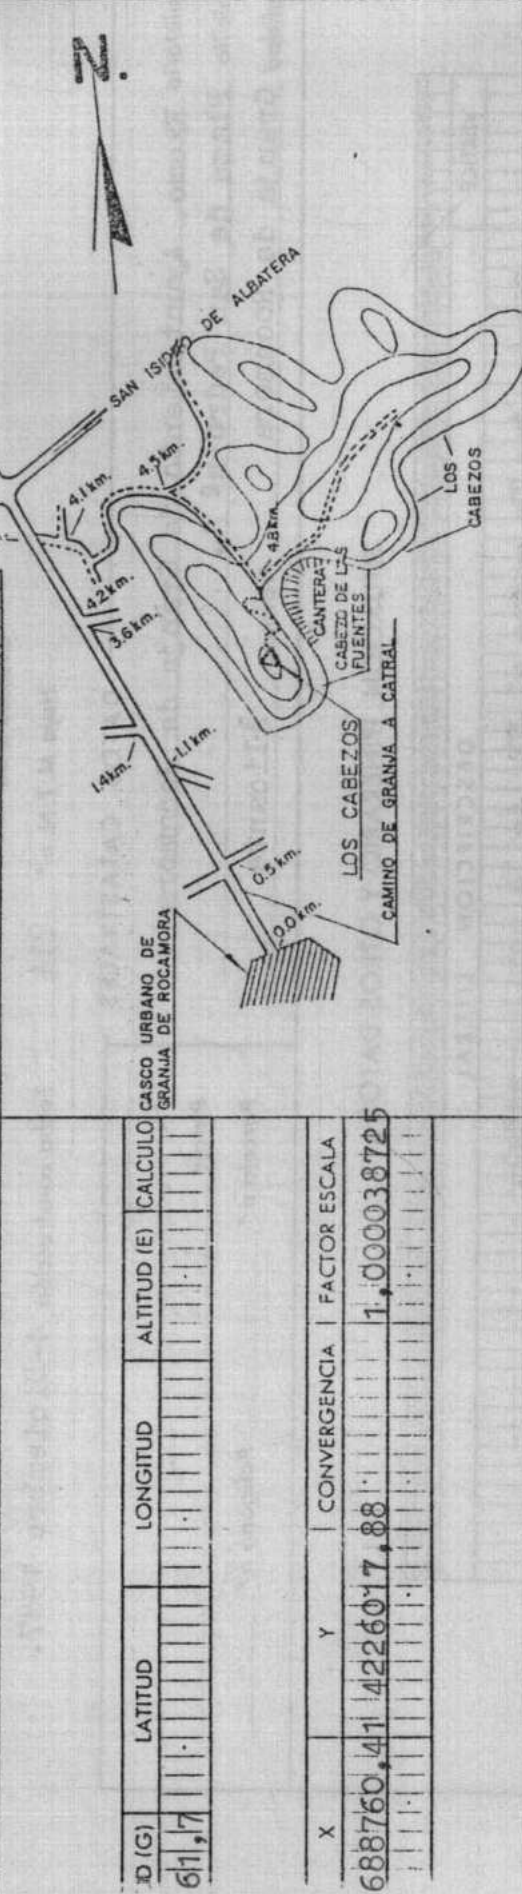 ID (G) LATITUD LONGITUD ALTITUD (E) CALCULO
61,7
X Y CONVERGENCIA FACTOR ESCALA
688760,41 4226017,88 1,000038725
CASCO URBANO DE
GRANJA DE ROCAMORA
0.0 km.
0.5 km.
1.1 km.
1.4 km.
3.6 km.
4.2 km.
4.1 km.
4.5 km.
4.8 km.
SAN ISIDRO DE ALBATERA
CANTERA
CABEZO DE LAS
FUENTES
LOS CABEZOS
CAMINO DE GRANJA A CATRAL
LOS
CABEZOS
N.